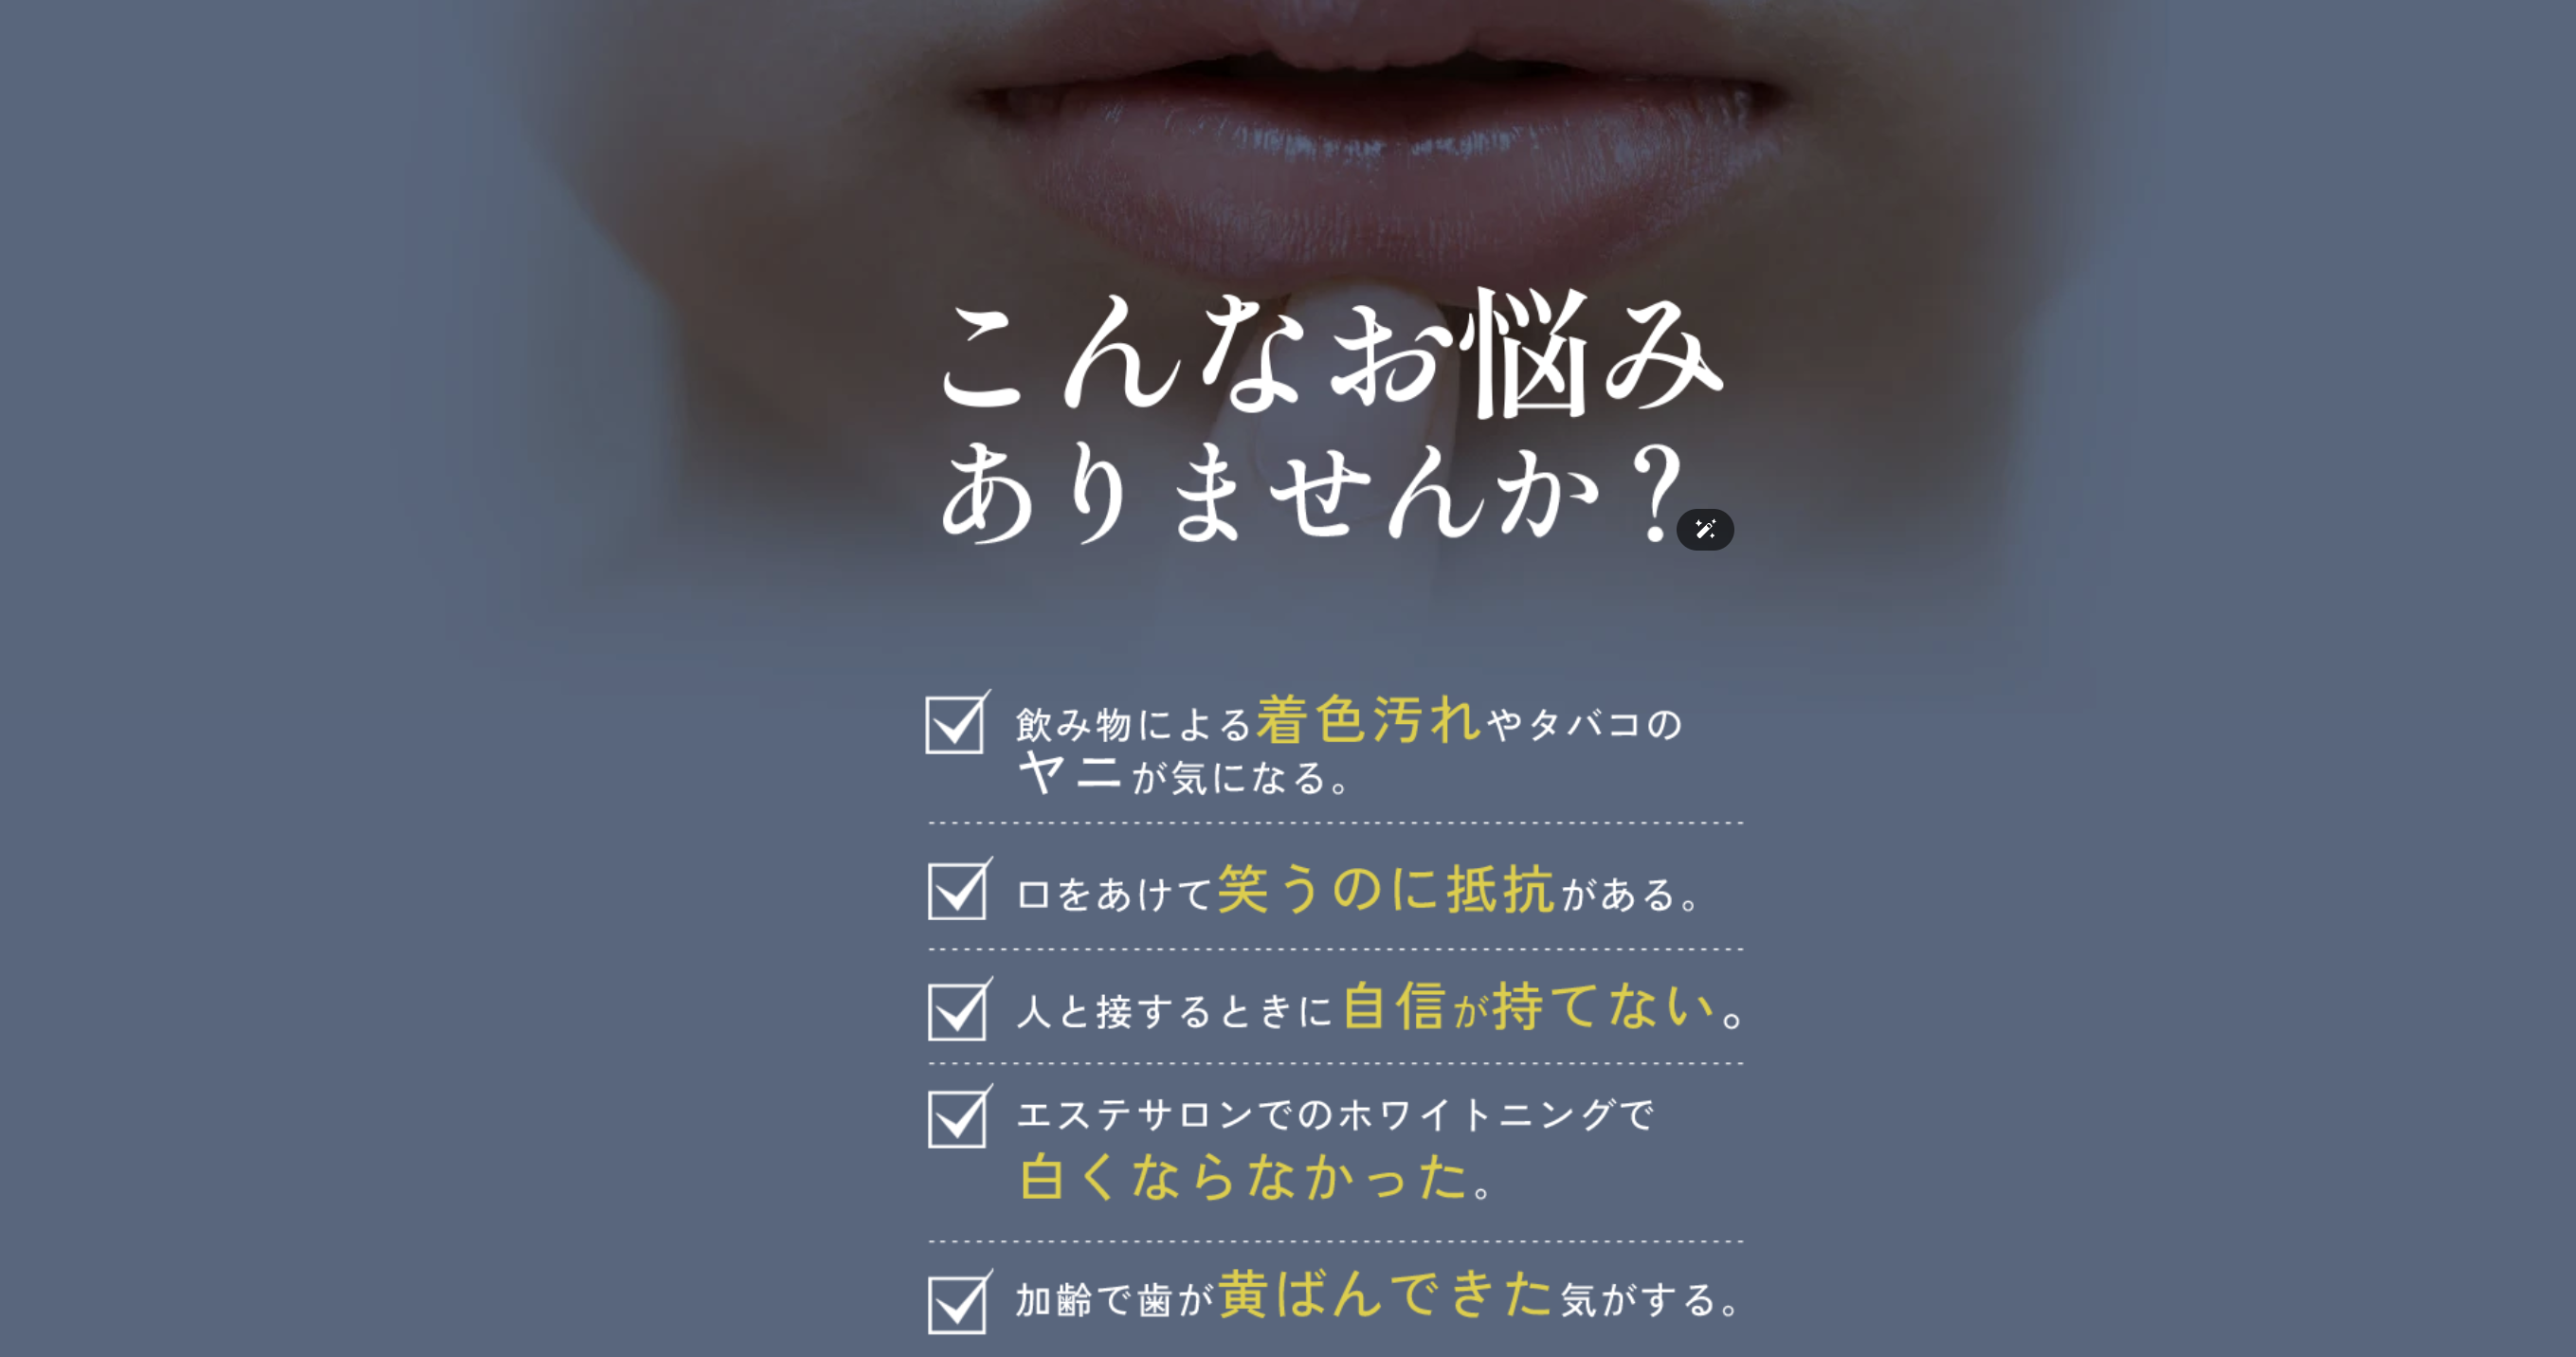 こんなお悩み
ありませんか?
飲み物による着色汚れやタバコの
ヤニが気になる。
口をあけて笑うのに抵抗がある。
人と接するときに自信が持てない。
エステサロンでのホワイトニングで
白くならなかった。
加齢で歯が黄ばんできた気がする。